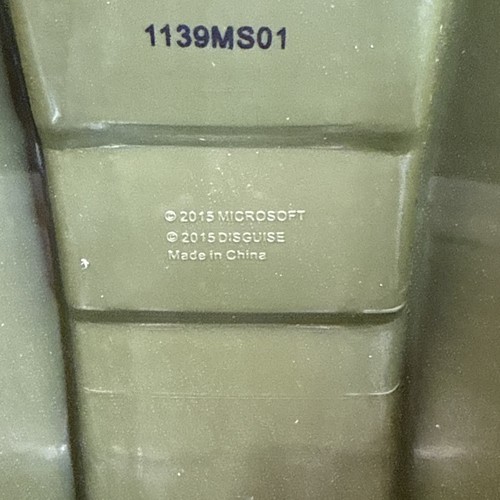 1139MS01
© 2015 MICROSOFT
© 2015 DISGUISE
Made in China